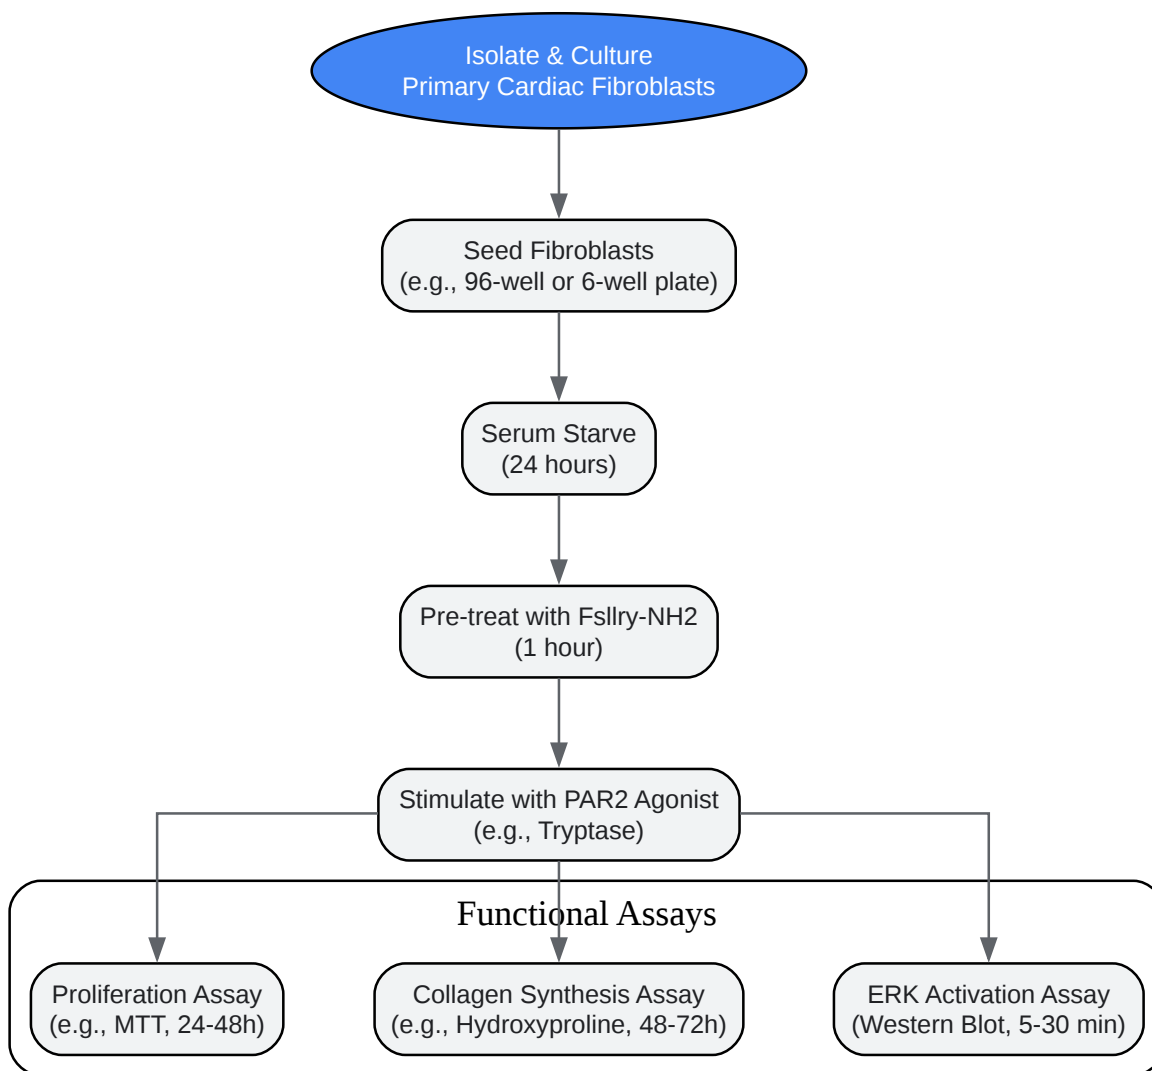 Isolate & Culture
Primary Cardiac Fibroblasts
Seed Fibroblasts
(e.g., 96-well or 6-well plate)
Serum Starve
(24 hours)
Pre-treat with Fsllry-NH2
(1 hour)
Stimulate with PAR2 Agonist
(e.g., Tryptase)
Functional Assays
Proliferation Assay
(e.g., MTT, 24-48h)
Collagen Synthesis Assay
(e.g., Hydroxyproline, 48-72h)
ERK Activation Assay
(Western Blot, 5-30 min)